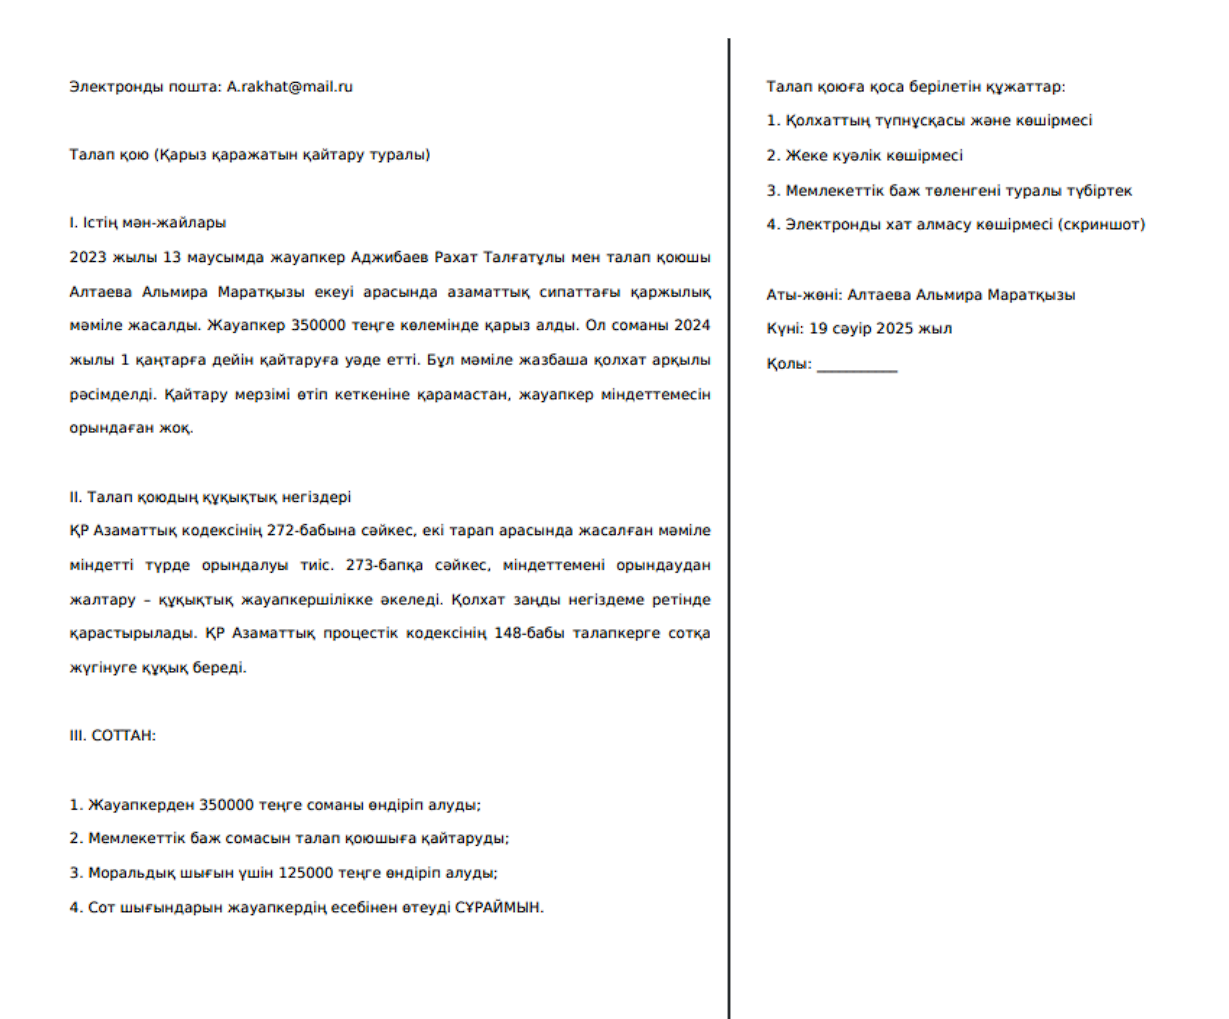 Электронды пошта: A.rakhat@mail.ru
Талап қою (Қарыз қаражатын қайтару туралы)
I. Істің мән-жайлары
2023 жылы 13 маусымда жауапкер Аджибаев Рахат Талғатұлы мен талап қоюшы
Алтаева Альмира Маратқызы екеуі арасында азаматтық сипаттағы қаржылық
мәміле жасалды. Жауапкер 350000 теңге көлемінде қарыз алды. Ол соманы 2024
жылы 1 қаңтарға дейін қайтаруға уәде етті. Бұл мәміле жазбаша қолхат арқылы
рәсімделді. Қайтару мерзімі өтіп кеткеніне қарамастан, жауапкер міндеттемесін
орындаған жоқ.
II. Талап қоюдың құқықтық негіздері
ҚР Азаматтық кодексінің 272-бабына сәйкес, екі тарап арасында жасалған мәміле
міндетті түрде орындалуы тиіс. 273-бапқа сәйкес, міндеттемені орындаудан
жалтару – құқықтық жауапкершілікке әкеледі. Қолхат заңды негіздеме ретінде
қарастырылады. ҚР Азаматтық процестік кодексінің 148-бабы талапкерге сотқа
жүгінуге құқық береді.
III. СОТТАН:
1. Жауапкерден 350000 теңге соманы өндіріп алуды;
2. Мемлекеттік баж сомасын талап қоюшыға қайтаруды;
3. Моральдық шығын үшін 125000 теңге өндіріп алуды;
4. Сот шығындарын жауапкердің есебінен өтеуді СҰРАЙМЫН.
Талап қоюға қоса берілетін құжаттар:
1. Қолхаттың түпнұсқасы және көшірмесі
2. Жеке куәлік көшірмесі
3. Мемлекеттік баж төленгені туралы түбіртек
4. Электронды хат алмасу көшірмесі (скриншот)
Аты-жөні: Алтаева Альмира Маратқызы
Күні: 19 сәуір 2025 жыл
Қолы: ___________